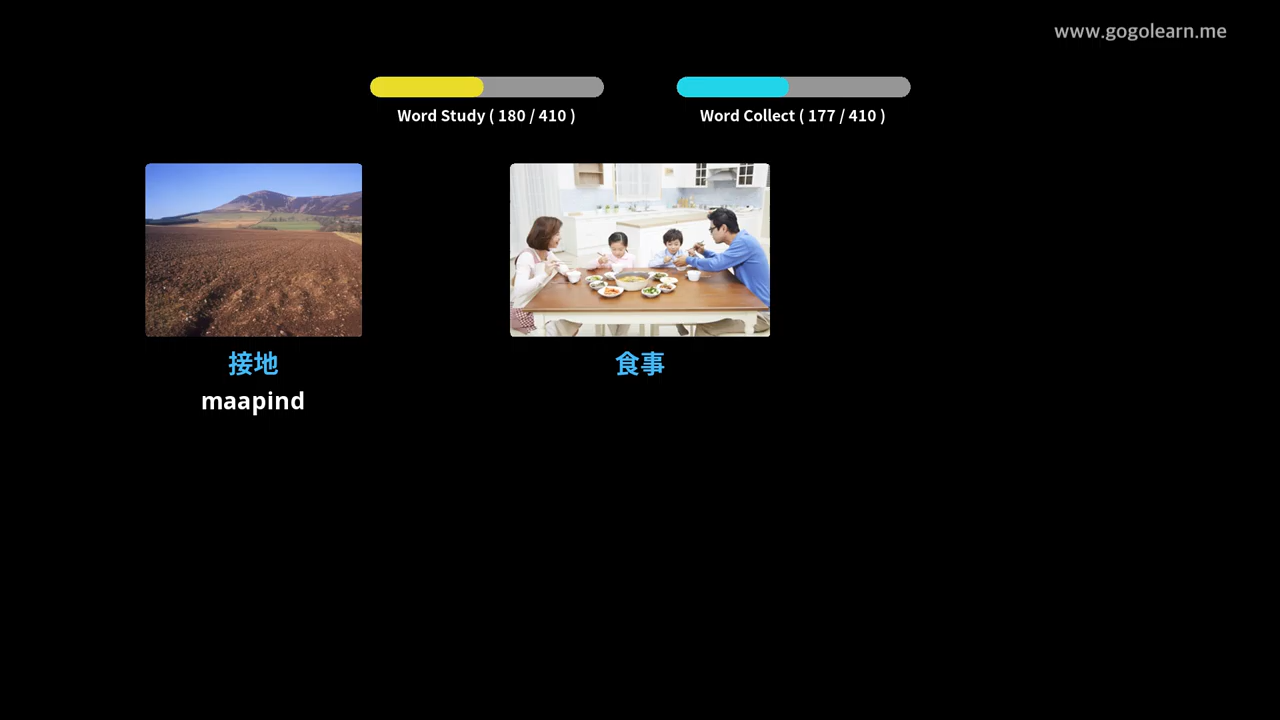 www.gogolearn.me
Word Study ( 180 / 410 )
Word Collect ( 177 / 410 )
接地
maapind
食事